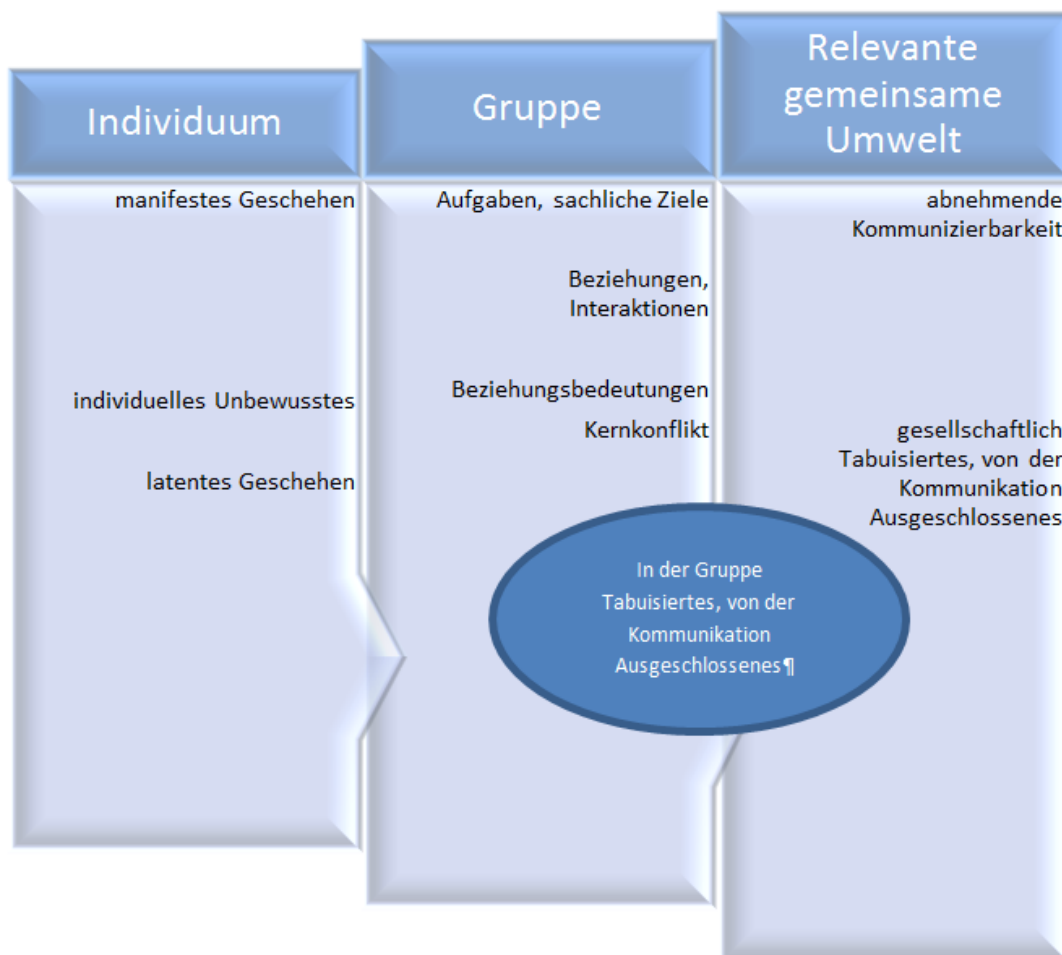 Individuum
manifestes Geschehen
individuelles Unbewusstes
latentes Geschehen
Gruppe
Aufgaben, sachliche Ziele
Beziehungen,
Interaktionen
Beziehungsbedeutungen
Kernkonflikt
Relevante
gemeinsame
Umwelt
abnehmende
Kommunizierbarkeit
gesellschaftlich
Tabuisiertes, von der
Kommunikation
Ausgeschlossenes
In der Gruppe
Tabuisiertes, von der
Kommunikation
Ausgeschlossenes¶